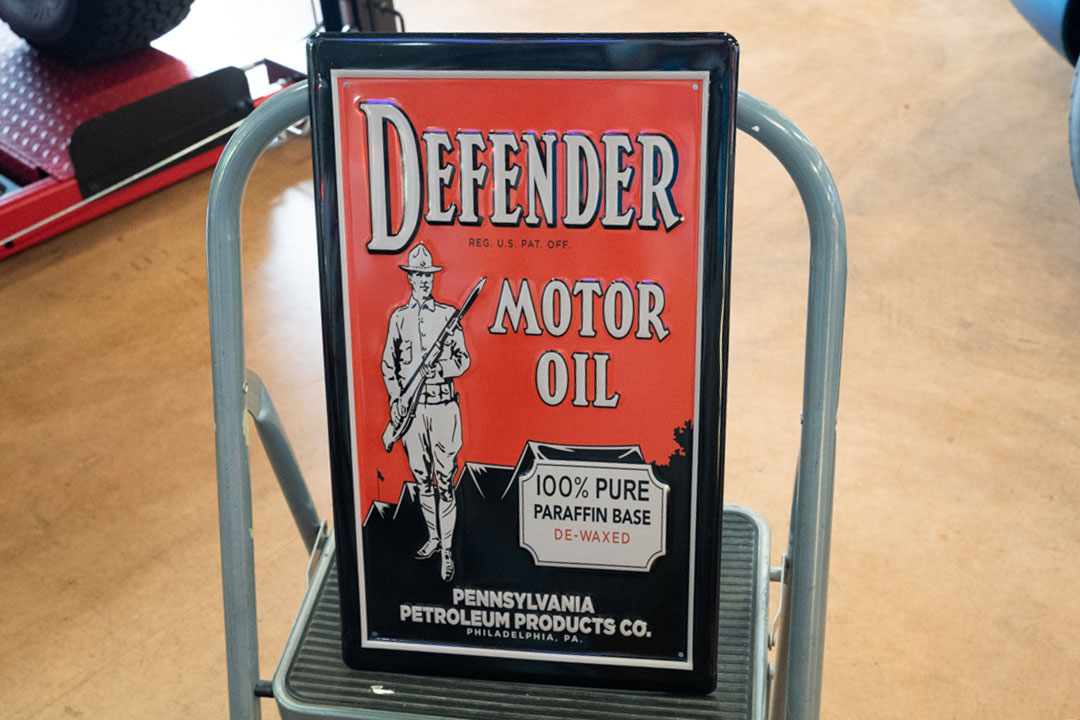 DEFENDER
REG. U.S. PAT. OFF.
MOTOR
OIL
100% PURE
PARAFFIN BASE
DE-WAXED
PENNSYLVANIA
PETROLEUM PRODUCTS CO.
PHILADELPHIA, PA.